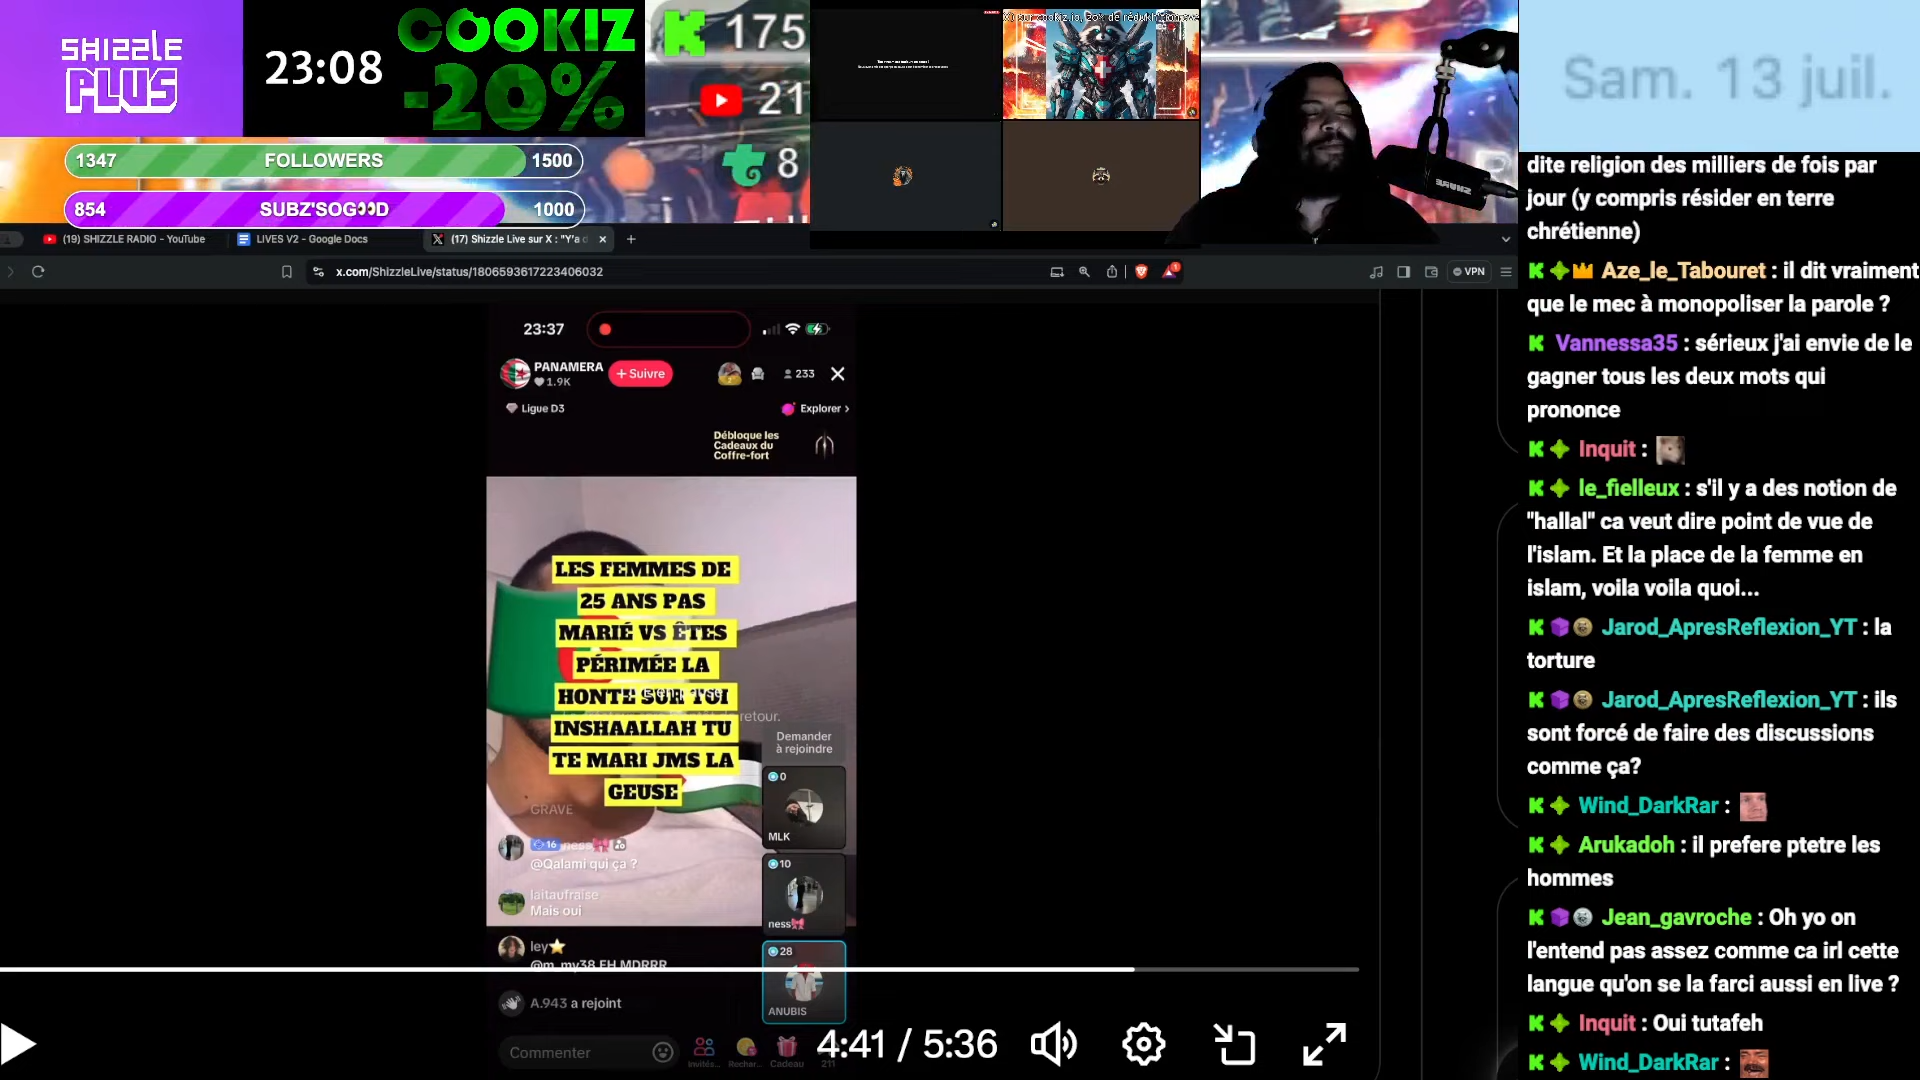 SHIZZLE
PLUS
23:08
COOKIZ
-20%
175
21
8
1347 FOLLOWERS 1500
854 SUBZ'SOG👀D 1000
Sam. 13 juil.
(19) SHIZZLE RADIO - YouTube
LIVES V2 - Google Docs
(17) Shizzle Live sur X : "Y'a d
x.com/ShizzleLive/status/1806593617223406032
VPN
23:37
PANAMERA
1.9K
+ Suivre
233
Ligue D3
Explorer >
Débloque les
Cadeaux du
Coffre-fort
LES FEMMES DE
25 ANS PAS
MARIÉ VS ÊTES
PÉRIMÉE LA
HONTE SUR TOI
INSHAALLAH TU
TE MARI JMS LA
GEUSE
retour.
Demander
à rejoindre
0
MLK
10
ness🎀
28
ANUBIS
GRAVE
16 ness🎀
@Qalami qui ça ?
laitaufraise
Mais oui
ley⭐
@m_my38 EH MDRRR
A.943 a rejoint
Commenter
Cadeau
211
4:41 / 5:36
SHURE
dite religion des milliers de fois par
jour (y compris résider en terre
chrétienne)
Aze_le_Tabouret : il dit vraiment
que le mec à monopoliser la parole ?
Vannessa35 : sérieux j'ai envie de le
gagner tous les deux mots qui
prononce
Inquit :
le_fielleux : s'il y a des notion de
"hallal" ca veut dire point de vue de
l'islam. Et la place de la femme en
islam, voila voila quoi...
Jarod_ApresReflexion_YT : la
torture
Jarod_ApresReflexion_YT : ils
sont forcé de faire des discussions
comme ça?
Wind_DarkRar :
Arukadoh : il prefere ptetre les
hommes
Jean_gavroche : Oh yo on
l'entend pas assez comme ca irl cette
langue qu'on se la farci aussi en live ?
Inquit : Oui tutafeh
Wind_DarkRar :